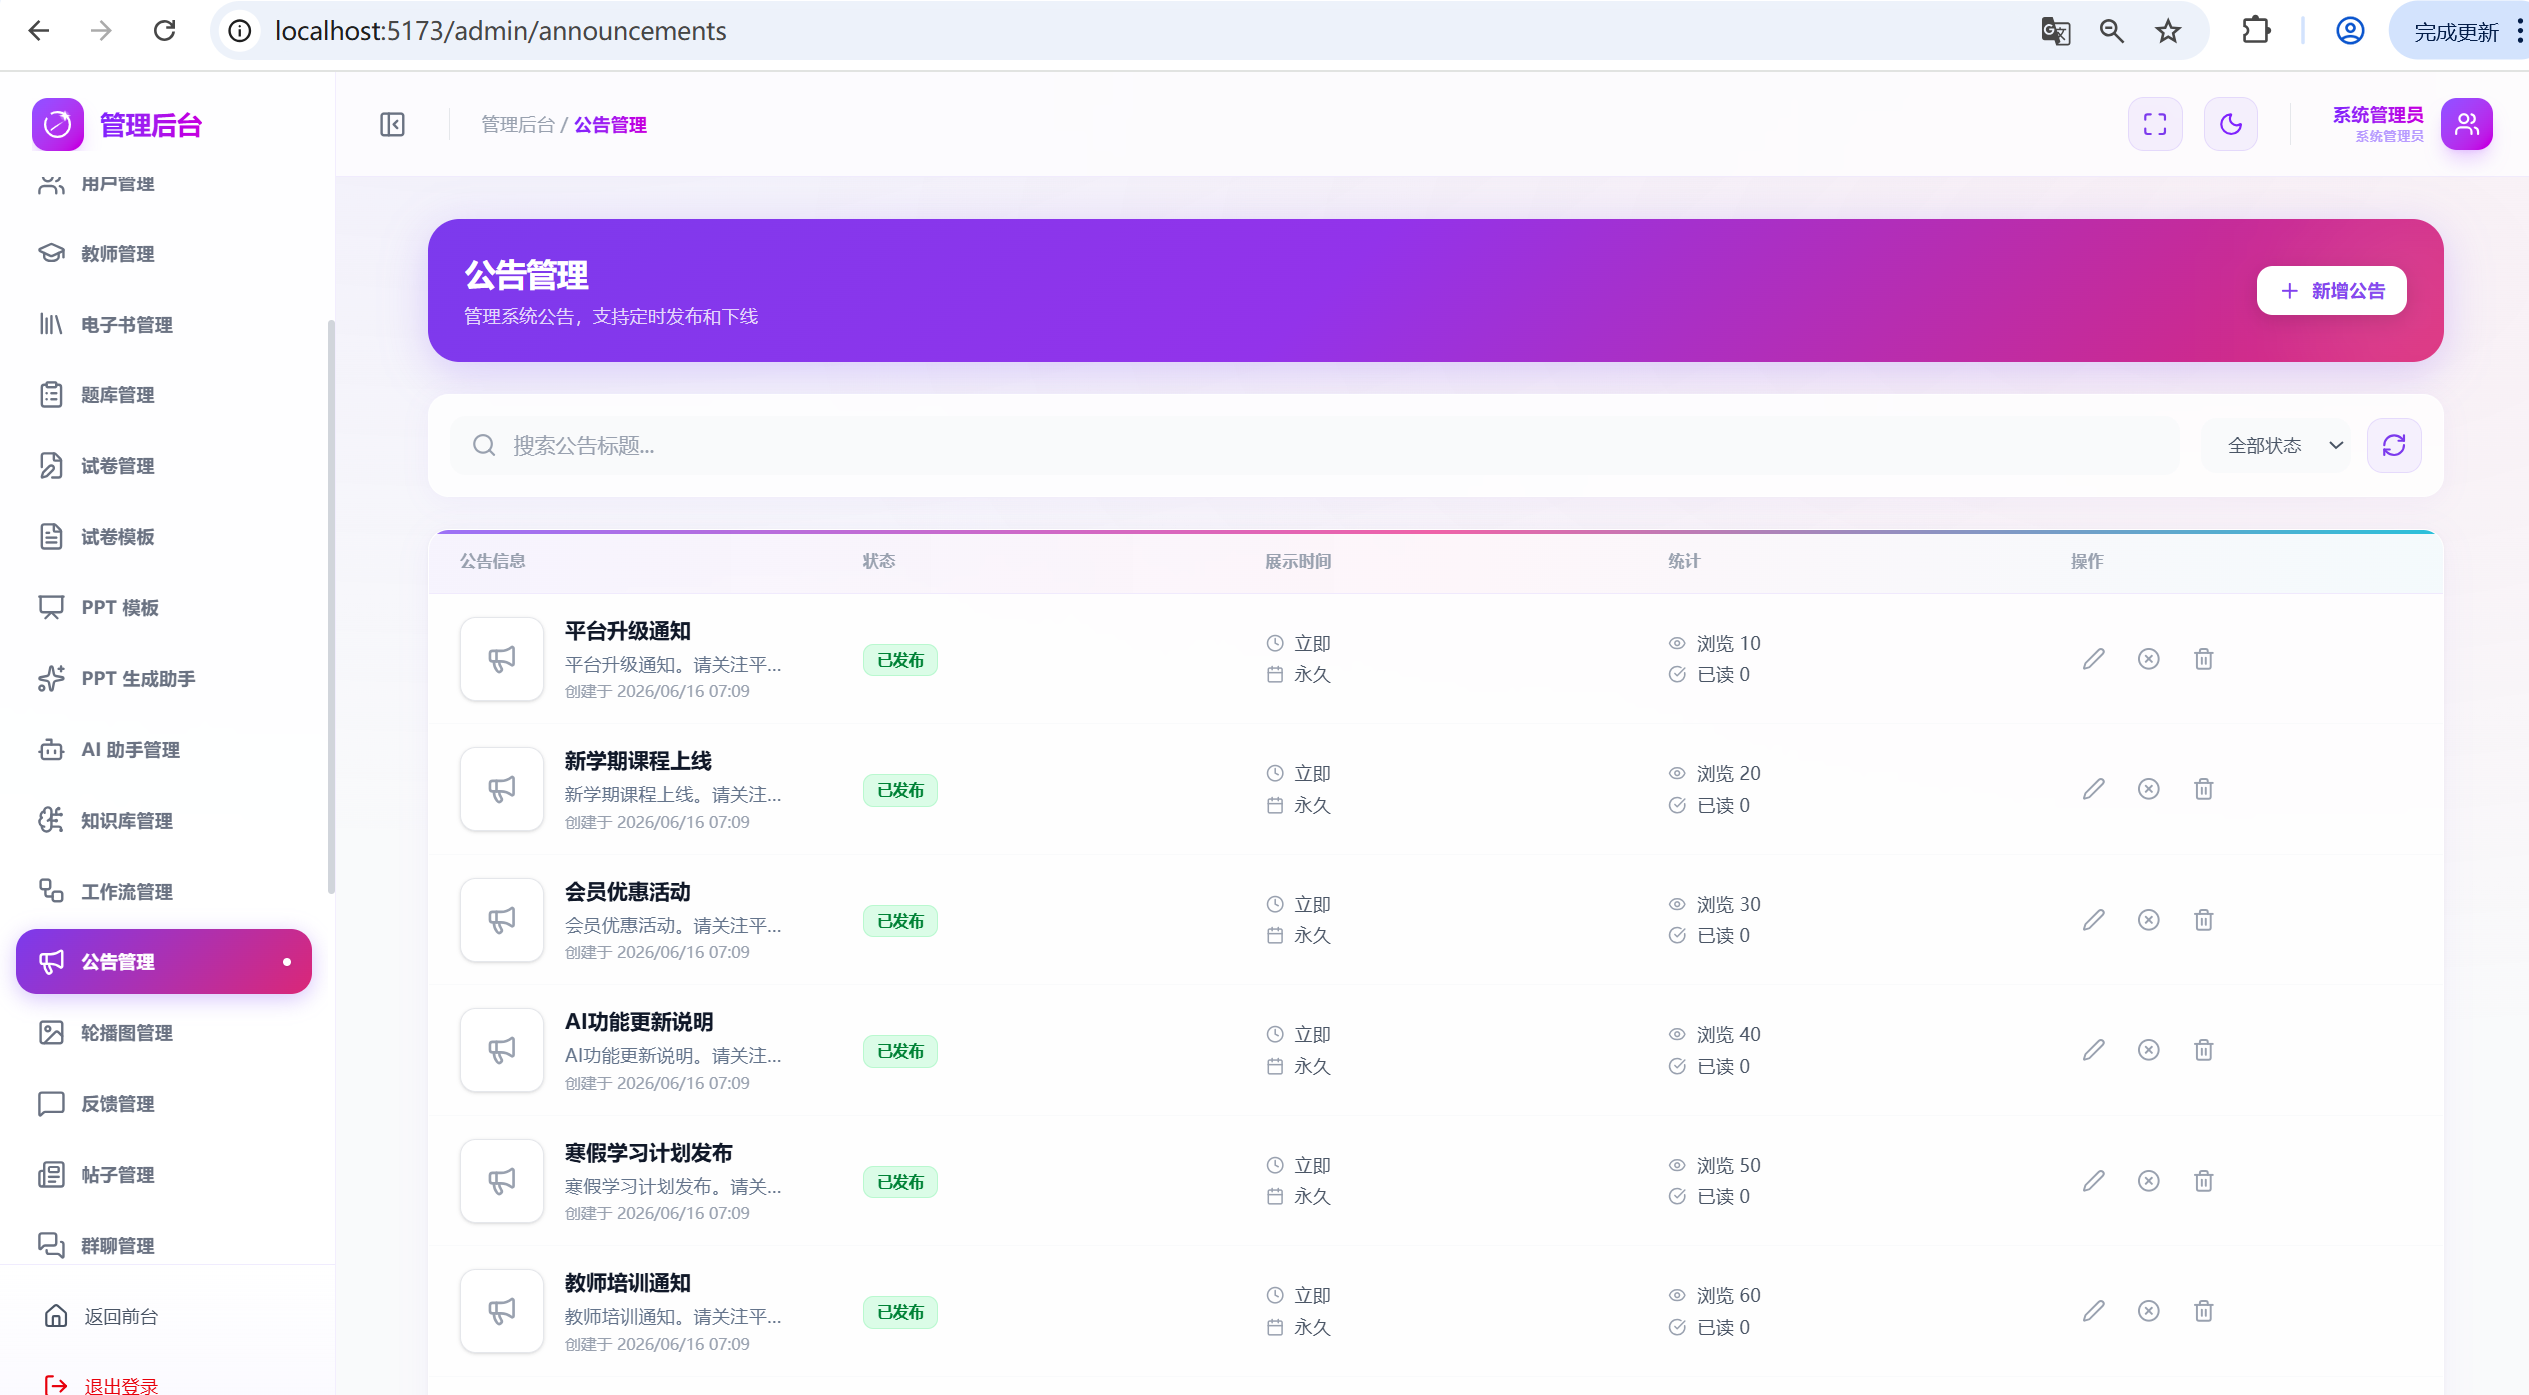 localhost:5173/admin/announcements
完成更新
管理后台
管理后台 / 公告管理
系统管理员
系统管理员
用户管理
教师管理
电子书管理
题库管理
试卷管理
试卷模板
PPT 模板
PPT 生成助手
AI 助手管理
知识库管理
工作流管理
公告管理
轮播图管理
反馈管理
帖子管理
群聊管理
返回前台
退出登录
公告管理
管理系统公告，支持定时发布和下线
新增公告
搜索公告标题...
全部状态
公告信息 状态 展示时间 统计 操作
平台升级通知
平台升级通知。请关注平...
创建于 2026/06/16 07:09
已发布
立即
永久
浏览 10
已读 0
新学期课程上线
新学期课程上线。请关注...
创建于 2026/06/16 07:09
已发布
立即
永久
浏览 20
已读 0
会员优惠活动
会员优惠活动。请关注平...
创建于 2026/06/16 07:09
已发布
立即
永久
浏览 30
已读 0
AI功能更新说明
AI功能更新说明。请关注...
创建于 2026/06/16 07:09
已发布
立即
永久
浏览 40
已读 0
寒假学习计划发布
寒假学习计划发布。请关...
创建于 2026/06/16 07:09
已发布
立即
永久
浏览 50
已读 0
教师培训通知
教师培训通知。请关注平...
创建于 2026/06/16 07:09
已发布
立即
永久
浏览 60
已读 0